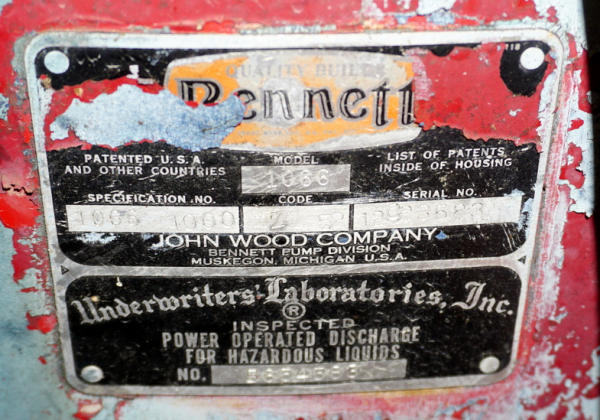 QUALITY BUILT
Bennett
PATENTED U.S.A. AND OTHER COUNTRIES
MODEL
1066
LIST OF PATENTS INSIDE OF HOUSING
SPECIFICATION NO.
CODE
SERIAL NO.
1000
JOHN WOOD COMPANY
BENNETT PUMP DIVISION
MUSKEGON, MICHIGAN U.S.A.
Underwriters' Laboratories, Inc.
®
INSPECTED
POWER OPERATED DISCHARGE
FOR HAZARDOUS LIQUIDS
NO.